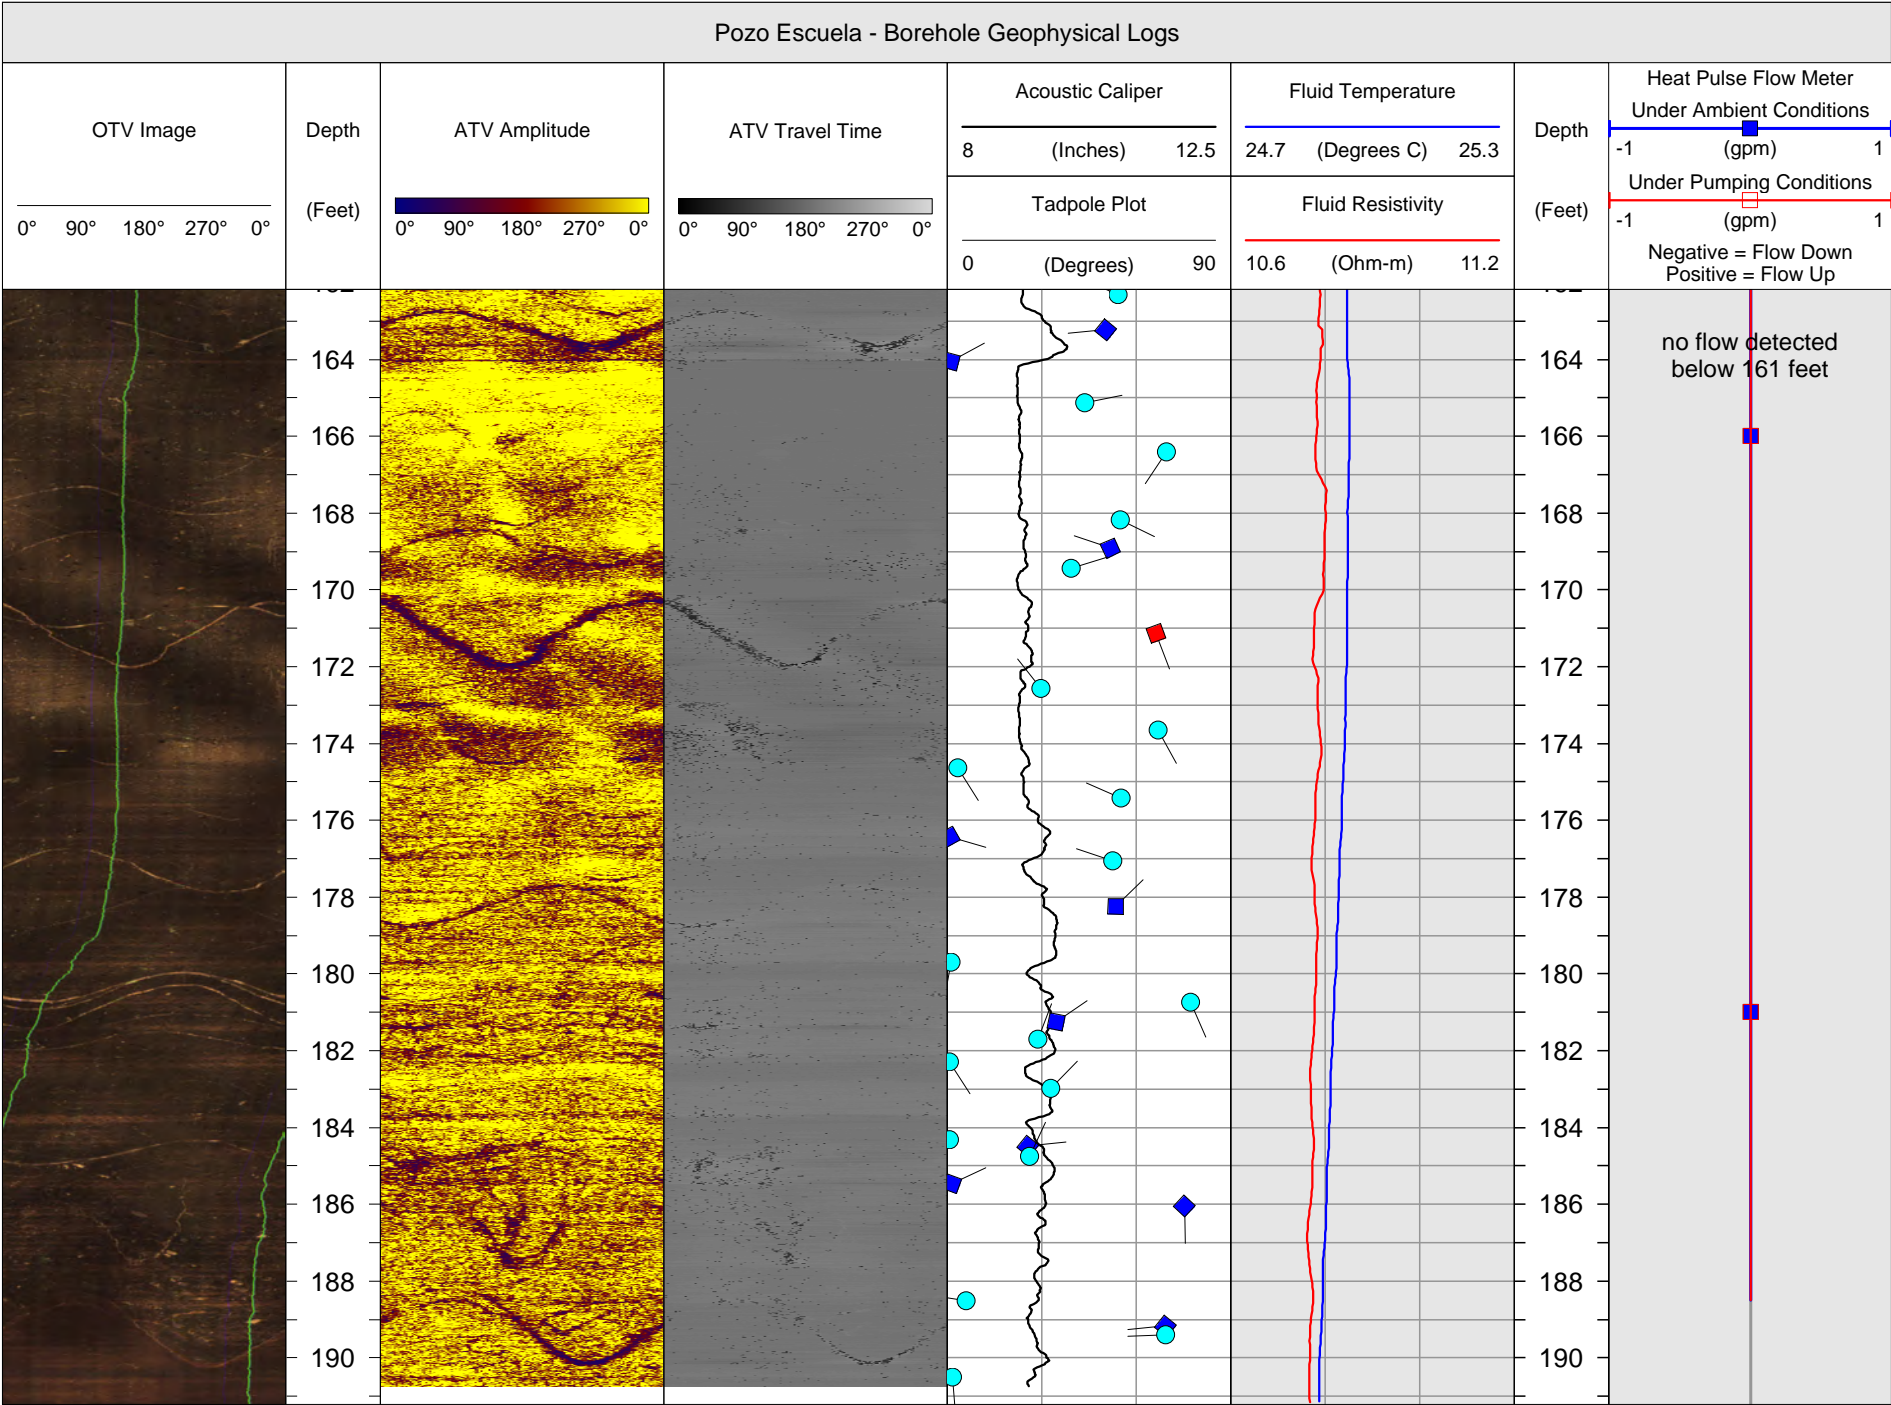 Pozo Escuela - Borehole Geophysical Logs
OTV Image
0° 90° 180° 270° 0°
Depth
(Feet)
ATV Amplitude
0° 90° 180° 270° 0°
ATV Travel Time
0° 90° 180° 270° 0°
Acoustic Caliper
8 (Inches) 12.5
Tadpole Plot
0 (Degrees) 90
Fluid Temperature
24.7 (Degrees C) 25.3
Fluid Resistivity
10.6 (Ohm-m) 11.2
Depth
(Feet)
Heat Pulse Flow Meter
Under Ambient Conditions
-1 (gpm) 1
Under Pumping Conditions
-1 (gpm) 1
Negative = Flow Down
Positive = Flow Up
164
166
168
170
172
174
176
178
180
182
184
186
188
190
164
166
168
170
172
174
176
178
180
182
184
186
188
190
no flow detected
below 161 feet